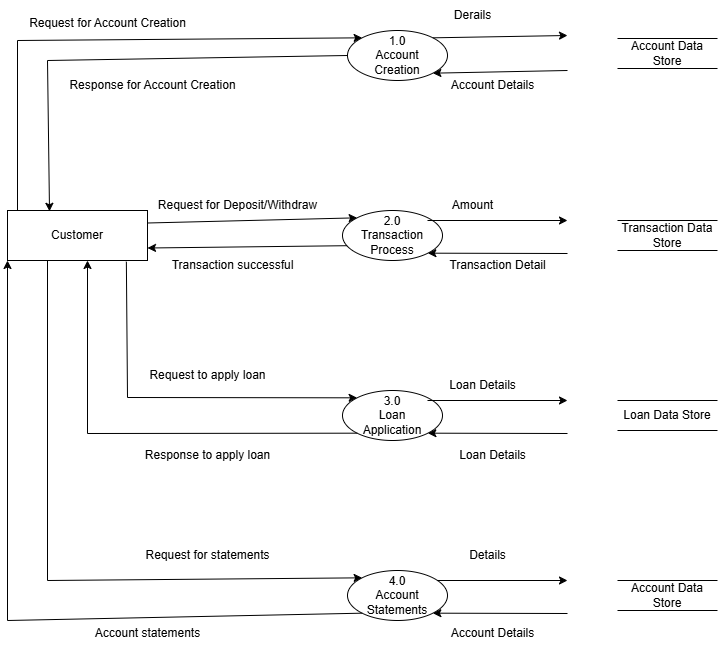 Request for Account Creation
Derails
1.0
Account
Creation
Account Data
Store
Response for Account Creation
Account Details
Request for Deposit/Withdraw
Amount
Customer
2.0
Transaction
Process
Transaction Data
Store
Transaction successful
Transaction Detail
Request to apply loan
Loan Details
3.0
Loan
Application
Loan Data Store
Response to apply loan
Loan Details
Request for statements
Details
4.0
Account
Statements
Account Data
Store
Account statements
Account Details